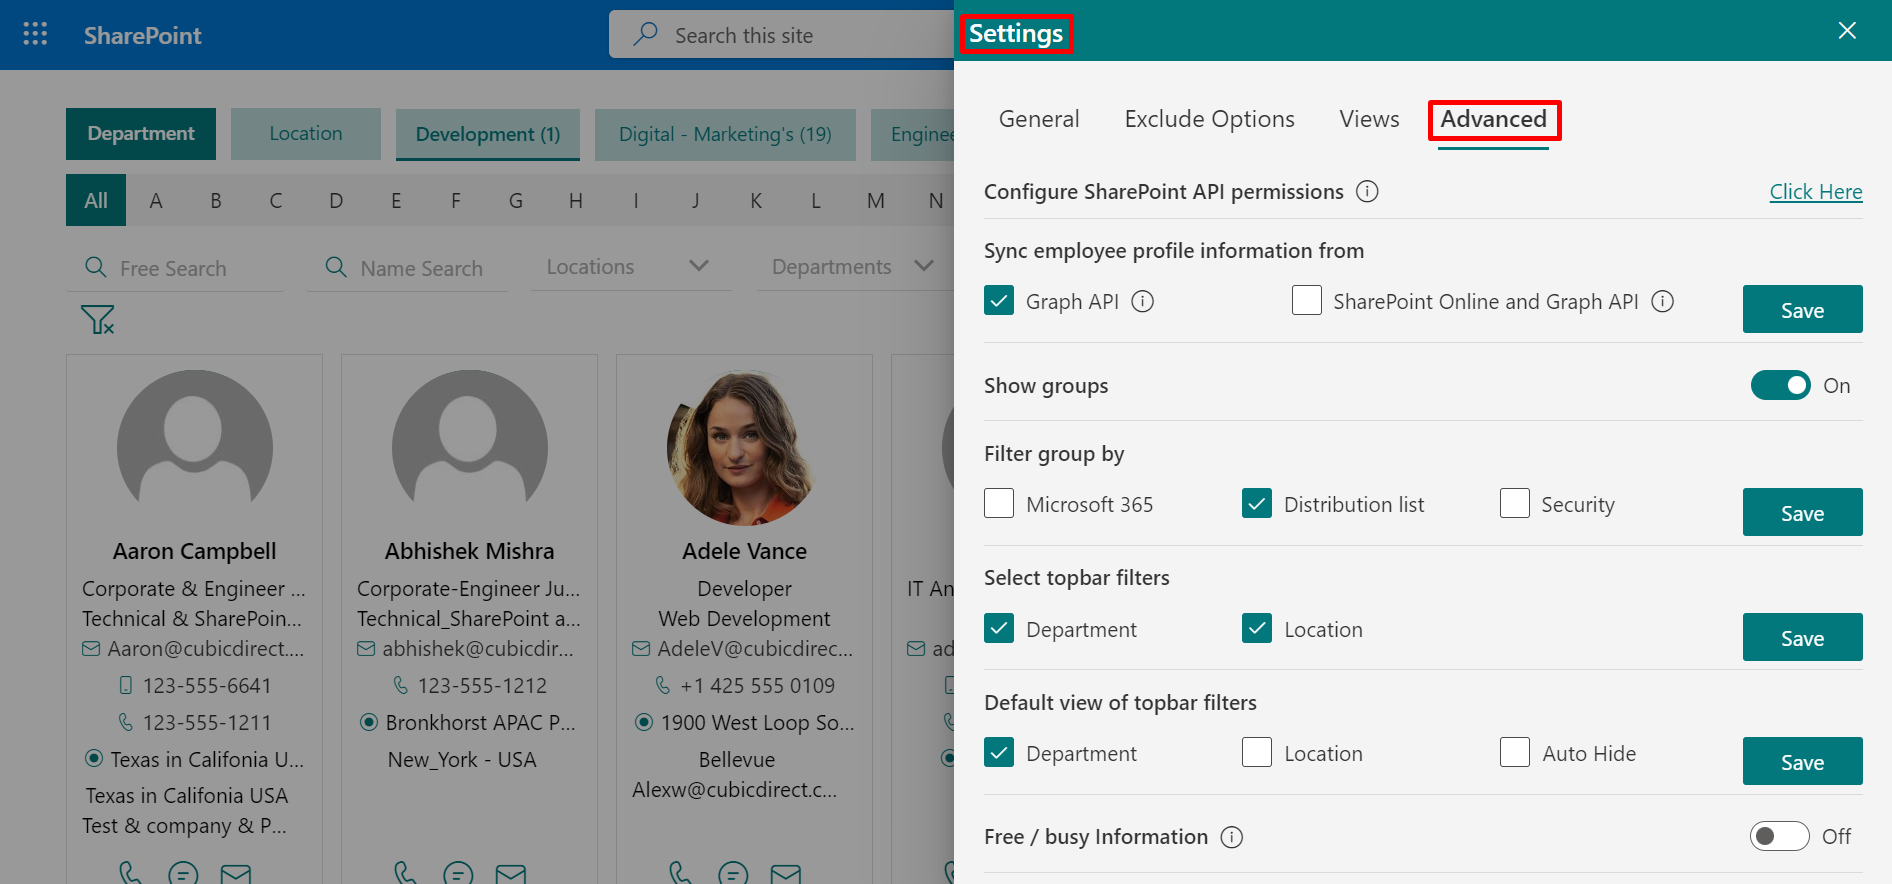 SharePoint
Search this site
Department
Location
Development (1)
Digital - Marketing's (19)
All A B C D E F G H I J K L M N
Free Search
Name Search
Locations
Departments
Aaron Campbell
Corporate & Engineer ...
Technical & SharePoin...
Aaron@cubicdirect....
123-555-6641
123-555-1211
Texas in Califonia U...
Texas in Califonia USA
Test & company & P...
Abhishek Mishra
Corporate-Engineer Ju...
Technical_SharePoint a...
abhishek@cubicdir...
123-555-1212
Bronkhorst APAC P...
New_York - USA
Adele Vance
Developer
Web Development
AdeleV@cubicdirec...
+1 425 555 0109
1900 West Loop So...
Bellevue
Alexw@cubicdirect.c...
IT
Settings
General
Exclude Options
Views
Advanced
Configure SharePoint API permissions
Click Here
Sync employee profile information from
Graph API
SharePoint Online and Graph API
Save
Show groups
On
Filter group by
Microsoft 365
Distribution list
Security
Save
Select topbar filters
Department
Location
Save
Default view of topbar filters
Department
Location
Auto Hide
Save
Free / busy Information
Off